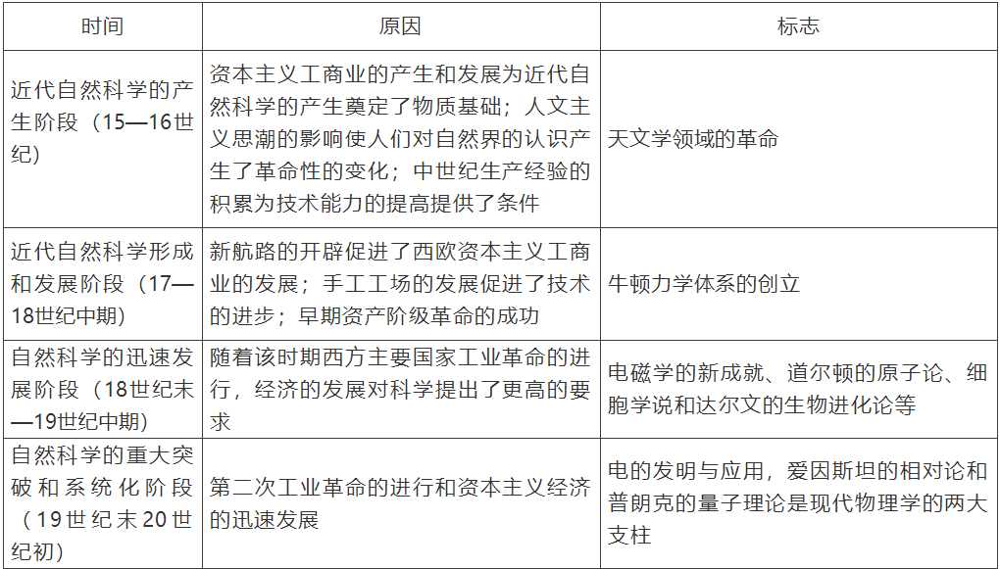 时间
原因
标志
近代自然科学的产
生阶段（15—16世
纪）
资本主义工商业的产生和发展为近代自
然科学的产生奠定了物质基础；人文主
义思潮的影响使人们对自然界的认识产
生了革命性的变化；中世纪生产经验的
积累为技术能力的提高提供了条件
天文学领域的革命
近代自然科学形成
和发展阶段（17—
18世纪中期）
新航路的开辟促进了西欧资本主义工商
业的发展；手工工场的发展促进了技术
的进步；早期资产阶级革命的成功
牛顿力学体系的创立
自然科学的迅速发
展阶段（18世纪末
—19世纪中期）
随着该时期西方主要国家工业革命的进
行，经济的发展对科学提出了更高的要
求
电磁学的新成就、道尔顿的原子论、细
胞学说和达尔文的生物进化论等
自然科学的重大突
破和系统化阶段
（19世纪末20世
纪初）
第二次工业革命的进行和资本主义经济
的迅速发展
电的发明与应用，爱因斯坦的相对论和
普朗克的量子理论是现代物理学的两大
支柱